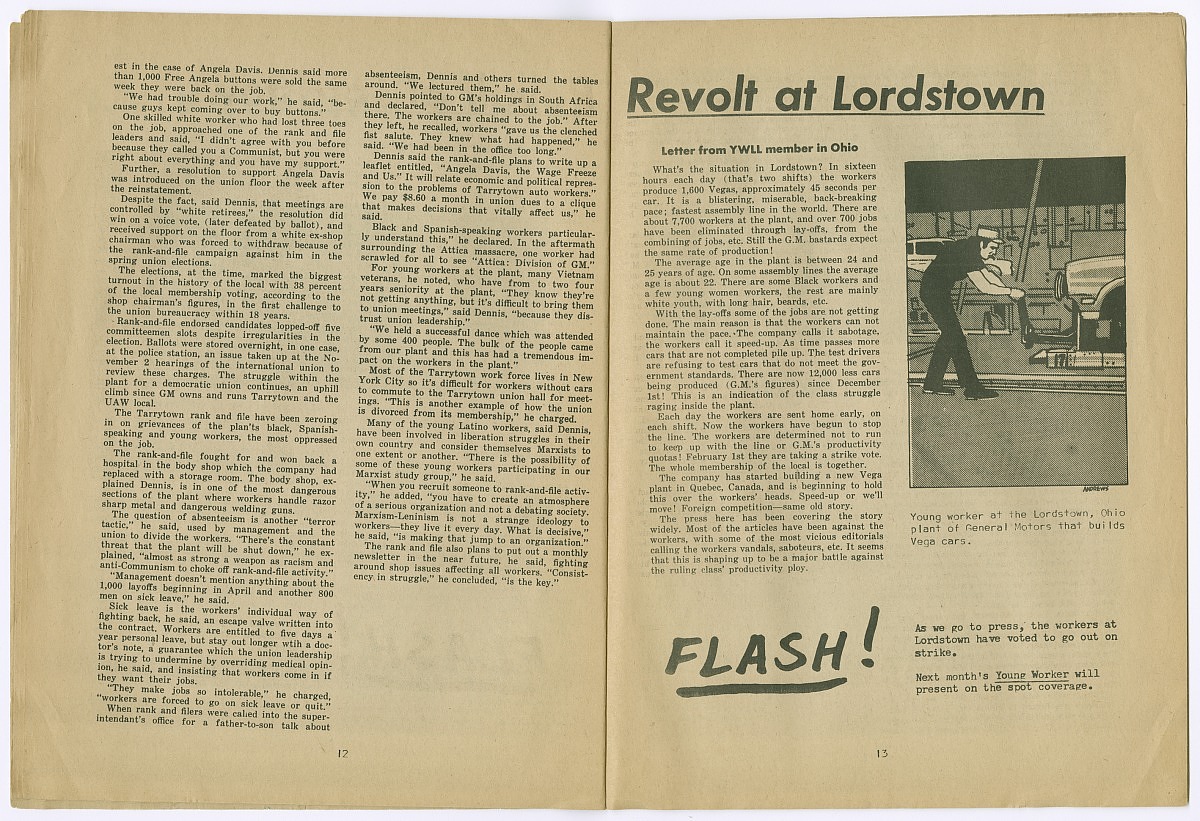 est in the case of Angela Davis. Dennis said more
than 1,000 Free Angela buttons were sold the same
week they were back on the job.
"We had trouble doing our work," he said, "be-
cause guys kept coming over to buy buttons."
One skilled white worker who had lost three toes
on the job, approached one of the rank and file
leaders and said, "I didn't agree with you before
because they called you a Communist, but you were
right about everything and you have my support."
Further, a resolution to support Angela Davis
was introduced on the union floor the week after
the reinstatement.
Despite the fact, said Dennis, that meetings are
controlled by "white retirees," the resolution did
win on a voice vote, (later defeated by ballot), and
received support on the floor from a white ex-shop
chairman who was forced to withdraw because of
the rank-and-file campaign against him in the
spring union elections.
The elections, at the time, marked the biggest
turnout in the history of the local with 38 percent
of the local membership voting, according to the
shop chairman's figures, in the first challenge to
the union bureaucracy within 18 years.
Rank-and-file endorsed candidates lopped-off five
committeemen slots despite irregularities in the
election. Ballots were stored overnight, in one case,
at the police station, an issue taken up at the No-
vember 2 hearings of the international union to
review these charges. The struggle within the
plant for a democratic union continues, an uphill
climb since GM owns and runs Tarrytown and the
UAW local.
The Tarrytown rank and file have been zeroing
in on grievances of the plan'ts black, Spanish-
speaking and young workers, the most oppressed
on the job.
The rank-and-file fought for and won back a
hospital in the body shop which the company had
replaced with a storage room. The body shop, ex-
plained Dennis, is in one of the most dangerous
sections of the plant where workers handle razor
sharp metal and dangerous welding guns.
The question of absenteeism is another "terror
tactic," he said, used by management and the
union to divide the workers. "There's the constant
threat that the plant will be shut down," he ex-
plained, "almost as strong a weapon as racism and
anti-Communism to choke off rank-and-file activity."
"Management doesn't mention anything about the
1,000 layoffs beginning in April and another 800
men on sick leave," he said.
Sick leave is the workers' individual way of
fighting back, he said, an escape valve written into
the contract. Workers are entitled to five days a
year personal leave, but stay out longer wtih a doc-
tor's note, a guarantee which the union leadership
is trying to undermine by overriding medical opin-
ion, he said, and insisting that workers come in if
they want their jobs.
"They make jobs so intolerable," he charged,
"workers are forced to go on sick leave or quit."
When rank and filers were called into the super-
intendant's office for a father-to-son talk about
absenteeism, Dennis and others turned the tables
around. "We lectured them," he said.
Dennis pointed to GM's holdings in South Africa
and declared, "Don't tell me about absenteeism
there. The workers are chained to the job." After
they left, he recalled, workers "gave us the clenched
fist salute. They knew what had happened," he
said. "We had been in the office too long."
Dennis said the rank-and-file plans to write up a
leaflet entitled, "Angela Davis, the Wage Freeze
and Us." It will relate economic and political repres-
sion to the problems of Tarrytown auto workers."
We pay $8.60 a month in union dues to a clique
that makes decisions that vitally affect us," he
said.
Black and Spanish-speaking workers particular-
ly understand this," he declared. In the aftermath
surrounding the Attica massacre, one worker had
scrawled for all to see "Attica: Division of GM."
For young workers at the plant, many Vietnam
veterans, he noted, who have from to two four
years seniority at the plant, "They know they're
not getting anything, but it's difficult to bring them
to union meetings," said Dennis, "because they dis-
trust union leadership."
"We held a successful dance which was attended
by some 400 people. The bulk of the people came
from our plant and this has had a tremendous im-
pact on the workers in the plant."
Most of the Tarrytown work force lives in New
York City so it's difficult for workers without cars
to commute to the Tarrytown union hall for meet-
ings. "This is another example of how the union
is divorced from its membership," he charged.
Many of the young Latino workers, said Dennis,
have been involved in liberation struggles in their
own country and consider themselves Marxists to
one extent or another. "There is the possibility of
some of these young workers participating in our
Marxist study group," he said.
"When you recruit someone to rank-and-file activ-
ity," he added, "you have to create an atmosphere
of a serious organization and not a debating society.
Marxism-Leninism is not a strange ideology to
workers—they live it every day. What is decisive,"
he said, "is making that jump to an organization."
The rank and file also plans to put out a monthly
newsletter in the near future, he said, fighting
around shop issues affecting all workers. "Consist-
ency in struggle," he concluded, "is the key."
12
Revolt at Lordstown
Letter from YWLL member in Ohio
What's the situation in Lordstown? In sixteen
hours each day (that's two shifts) the workers
produce 1,600 Vegas, approximately 45 seconds per
car. It is a blistering, miserable, back-breaking
pace; fastest assembly line in the world. There are
about 7,700 workers at the plant, and over 700 jobs
have been eliminated through lay-offs, from the
combining of jobs, etc. Still the G.M. bastards expect
the same rate of production!
The average age in the plant is between 24 and
25 years of age. On some assembly lines the average
age is about 22. There are some Black workers and
a few young women workers, the rest are mainly
white youth, with long hair, beards, etc.
With the lay-offs some of the jobs are not getting
done. The main reason is that the workers can not
maintain the pace. The company calls it sabotage,
the workers call it speed-up. As time passes more
cars that are not completed pile up. The test drivers
are refusing to test cars that do not meet the gov-
ernment standards. There are now 12,000 less cars
being produced (G.M.'s figures) since December
1st! This is an indication of the class struggle
raging inside the plant.
Each day the workers are sent home early, on
each shift. Now the workers have begun to stop
the line. The workers are determined not to run
to keep up with the line or G.M.'s productivity
quotas! February 1st they are taking a strike vote.
The whole membership of the local is together.
The company has started building a new Vega
plant in Quebec, Canada, and is beginning to hold
this over the workers' heads. Speed-up or we'll
move! Foreign competition—same old story.
The press here has been covering the story
widely. Most of the articles have been against the
workers, with some of the most vicious editorials
calling the workers vandals, saboteurs, etc. It seems
that this is shaping up to be a major battle against
the ruling class' productivity ploy.
ANDREWS
Young worker at the Lordstown, Ohio
plant of General Motors that builds
Vega cars.
FLASH!
As we go to press, the workers at
Lordstown have voted to go out on
strike.
Next month's Young Worker will
present on the spot coverage.
13